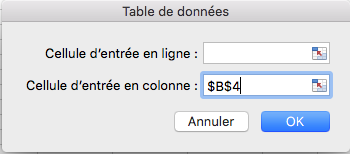 Table de données
Cellule d'entrée en ligne :
Cellule d'entrée en colonne : $B$4
Annuler OK